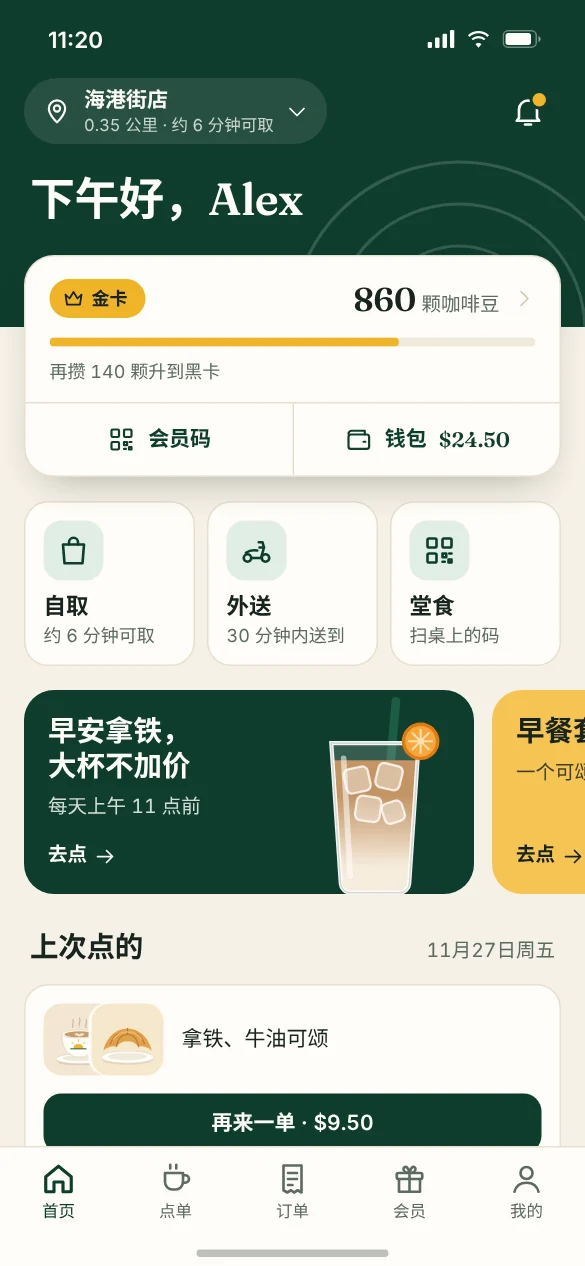 11:20
海港街店
0.35 公里 · 约 6 分钟可取
下午好，Alex
金卡
860 颗咖啡豆
再攒 140 颗升到黑卡
会员码
钱包 $24.50
自取
约 6 分钟可取
外送
30 分钟内送到
堂食
扫桌上的码
早安拿铁，
大杯不加价
每天上午 11 点前
去点 →
早餐套
一个可颂
去点 →
上次点的
11月27日周五
拿铁、牛油可颂
再来一单 · $9.50
首页
点单
订单
会员
我的